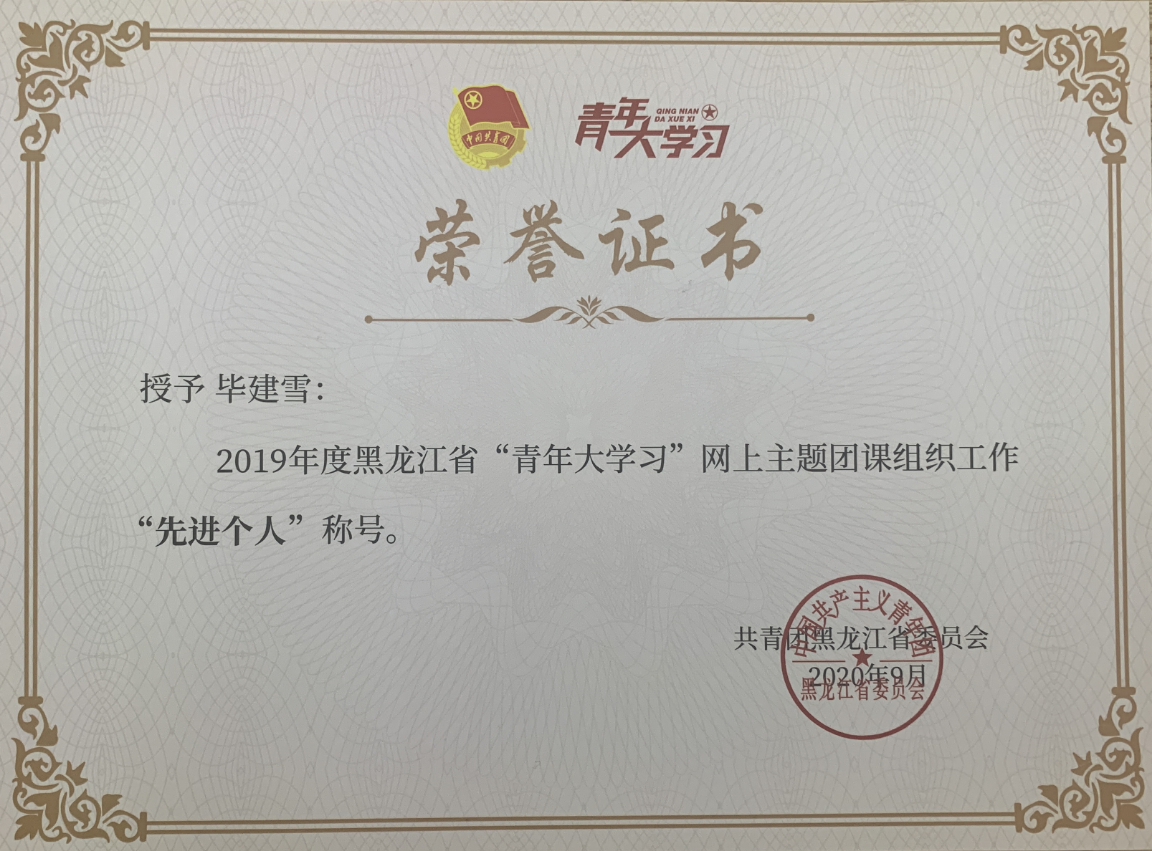 中国共青团
青年大学习
QING NIAN
DA XUE XI
荣誉证书
授予 毕建雪：
2019年度黑龙江省“青年大学习”网上主题团课组织工作
“先进个人”称号。
共青团黑龙江省委员会
2020年9月
中国共产主义青年团
黑龙江省委员会